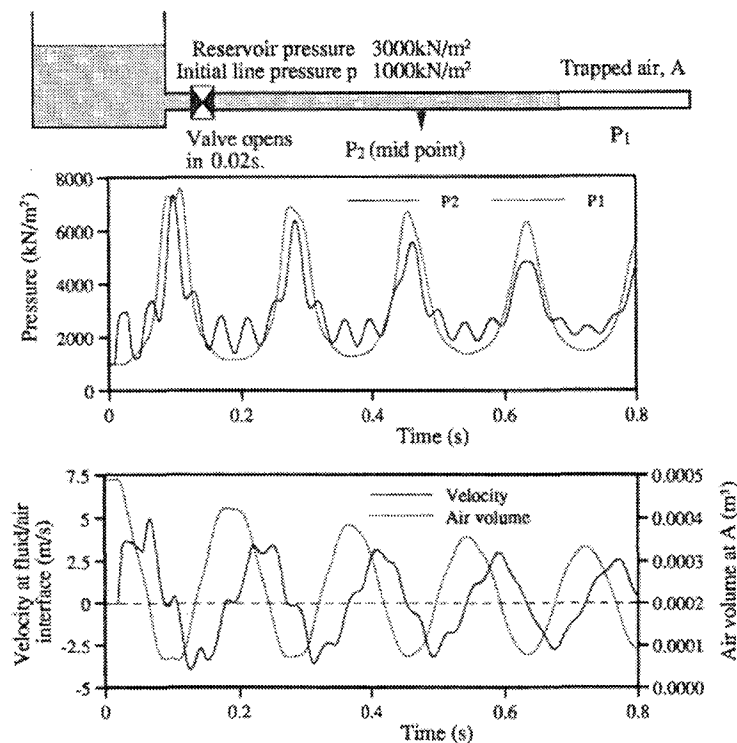 Reservoir pressure 3000kN/m²
Initial line pressure p 1000kN/m²
Trapped air, A
Valve opens
in 0.02s.
P₂ (mid point)
P₁
8000
6000
4000
2000
0
Pressure (kN/m²)
P2
P1
0
0.2
0.4
0.6
0.8
Time (s)
7.5
5
2.5
0
-2.5
-5
Velocity at fluid/air
interface (m/s)
Velocity
Air volume
0.0005
0.0004
0.0003
0.0002
0.0001
0.0000
Air volume at A (m³)
0
0.2
0.4
0.6
0.8
Time (s)